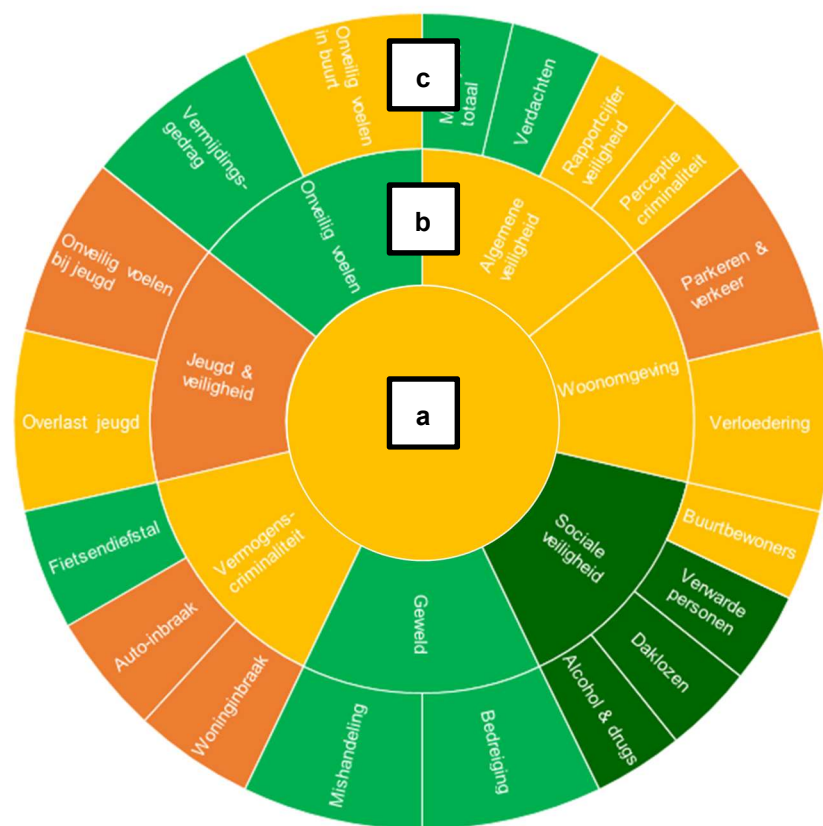 c
b
a
totaal
Verdachten
Rapportcijfer
veiligheid
Perceptie
criminaliteit
Parkeren &
verkeer
Verloedering
Buurtbewoners
Verwarde
personen
Daklozen
Alcohol & drugs
Bedreiging
Mishandeling
Woninginbraak
Auto-inbraak
Fietsendiefstal
Overlast jeugd
Onveilig voelen
bij jeugd
Vermijdings-
gedrag
Onveilig voelen
in buurt
Algemene
veiligheid
Woonomgeving
Sociale
veiligheid
Geweld
Vermogens-
criminaliteit
Jeugd &
veiligheid
Onveilig voelen